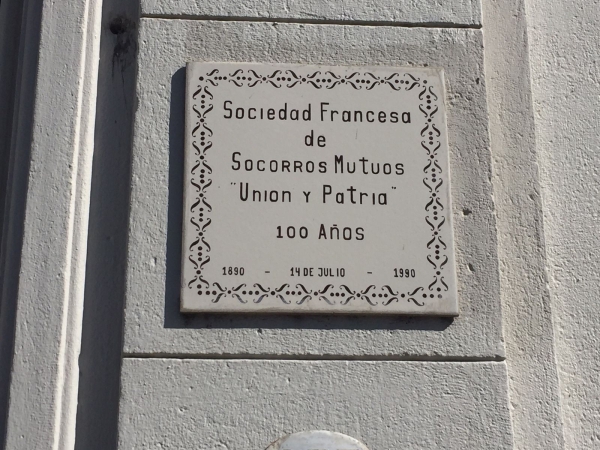 Sociedad Francesa
de
Socorros Mutuos
"Union y Patria"
100 Años
1890 - 14 de Julio - 1990